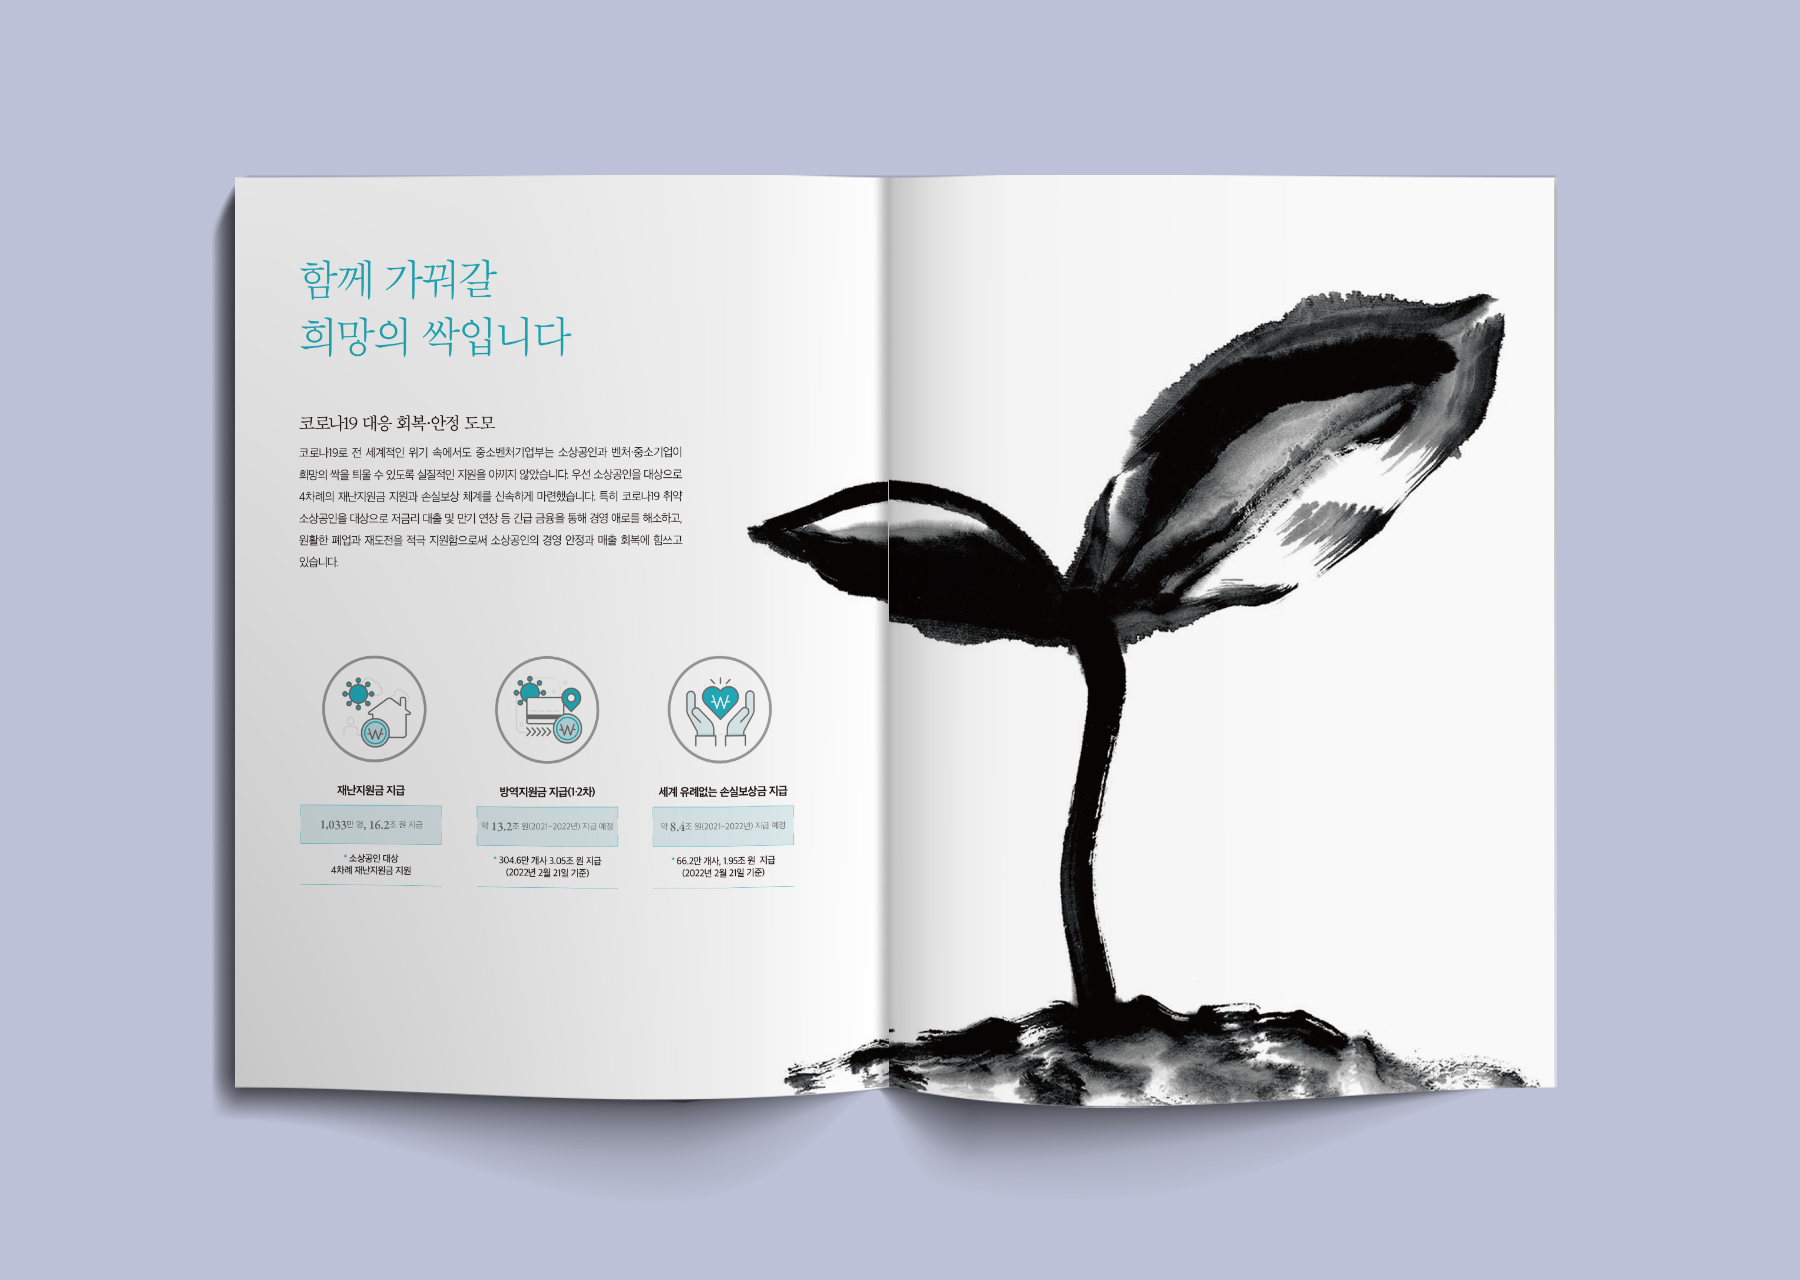 함께 가꿔갈
희망의 싹입니다
코로나19 대응 회복·안정 도모
코로나19로 전 세계적인 위기 속에서도 중소벤처기업부는 소상공인과 벤처·중소기업이
희망의 싹을 틔울 수 있도록 실질적인 지원을 아끼지 않았습니다. 우선 소상공인을 대상으로
4차례의 재난지원금 지원과 손실보상 체계를 신속하게 마련했습니다. 특히 코로나19 취약
소상공인을 대상으로 저금리 대출 및 만기 연장 등 긴급 금융을 통해 경영 애로를 해소하고,
원활한 폐업과 재도전을 적극 지원함으로써 소상공인의 경영 안정과 매출 회복에 힘쓰고
있습니다.
재난지원금 지급
1,033만 명, 16.2조 원 지급
* 소상공인 대상
4차례 재난지원금 지원
방역지원금 지급(1·2차)
약 13.2조 원(2021~2022년) 지급 예정
* 304.6만 개사 3.05조 원 지급
(2022년 2월 21일 기준)
세계 유례없는 손실보상금 지급
약 8.4조 원(2021~2022년) 지급 예정
* 66.2만 개사, 1.95조 원 지급
(2022년 2월 21일 기준)